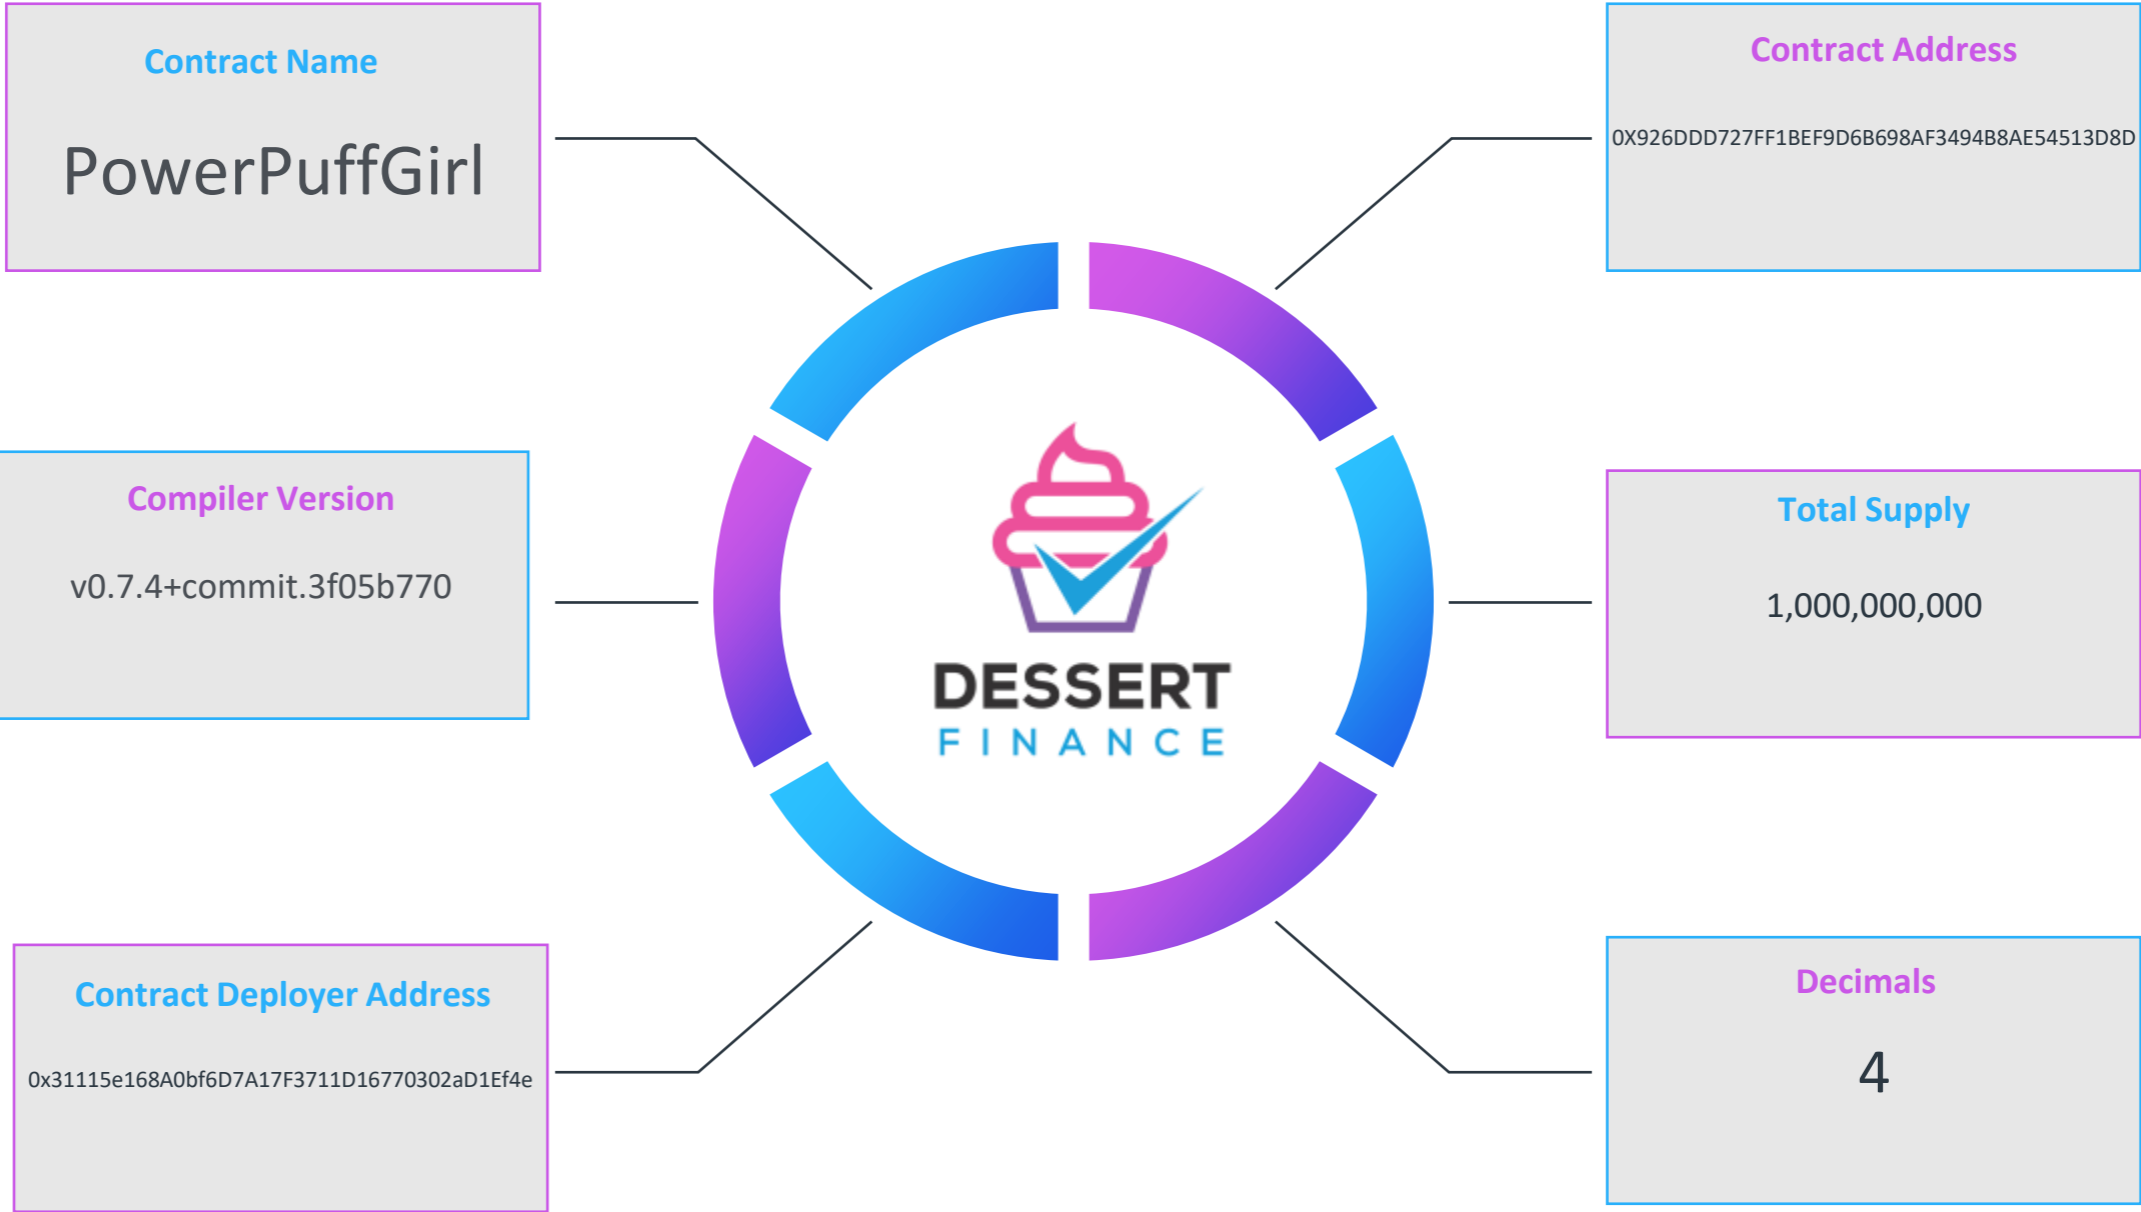 Contract Name
PowerPuffGirl
Contract Address
0X926DDD727FF1BEF9D6B698AF3494B8AE54513D8D
Compiler Version
v0.7.4+commit.3f05b770
Total Supply
1,000,000,000
DESSERT
FINANCE
Contract Deployer Address
0x31115e168A0bf6D7A17F3711D16770302aD1Ef4e
Decimals
4